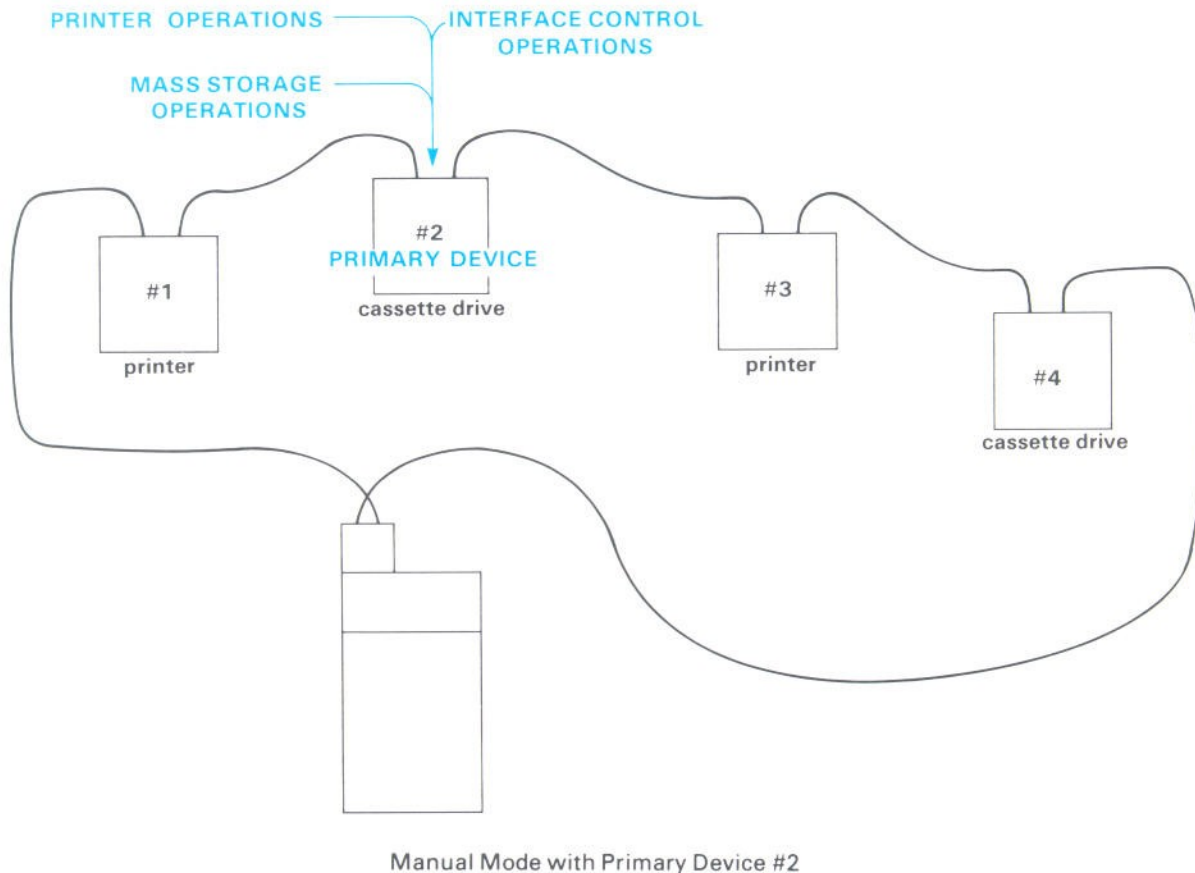 PRINTER OPERATIONS
INTERFACE CONTROL
OPERATIONS
MASS STORAGE
OPERATIONS
#1
printer
#2
PRIMARY DEVICE
cassette drive
#3
printer
#4
cassette drive
Manual Mode with Primary Device #2